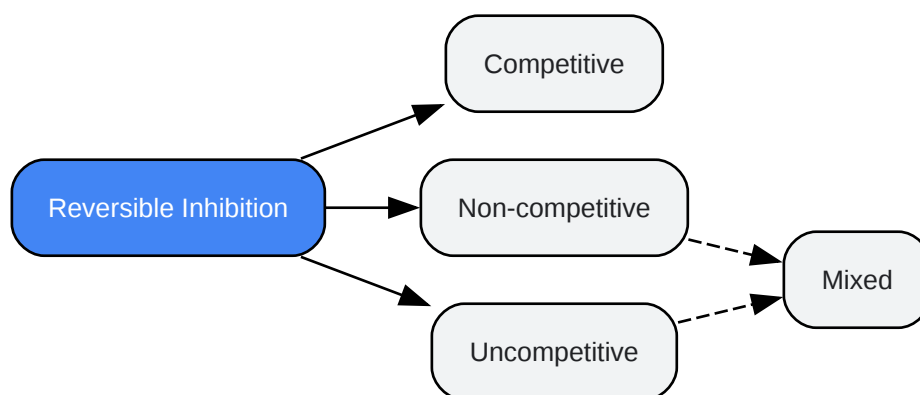 Competitive
Reversible Inhibition
Non-competitive
Mixed
Uncompetitive